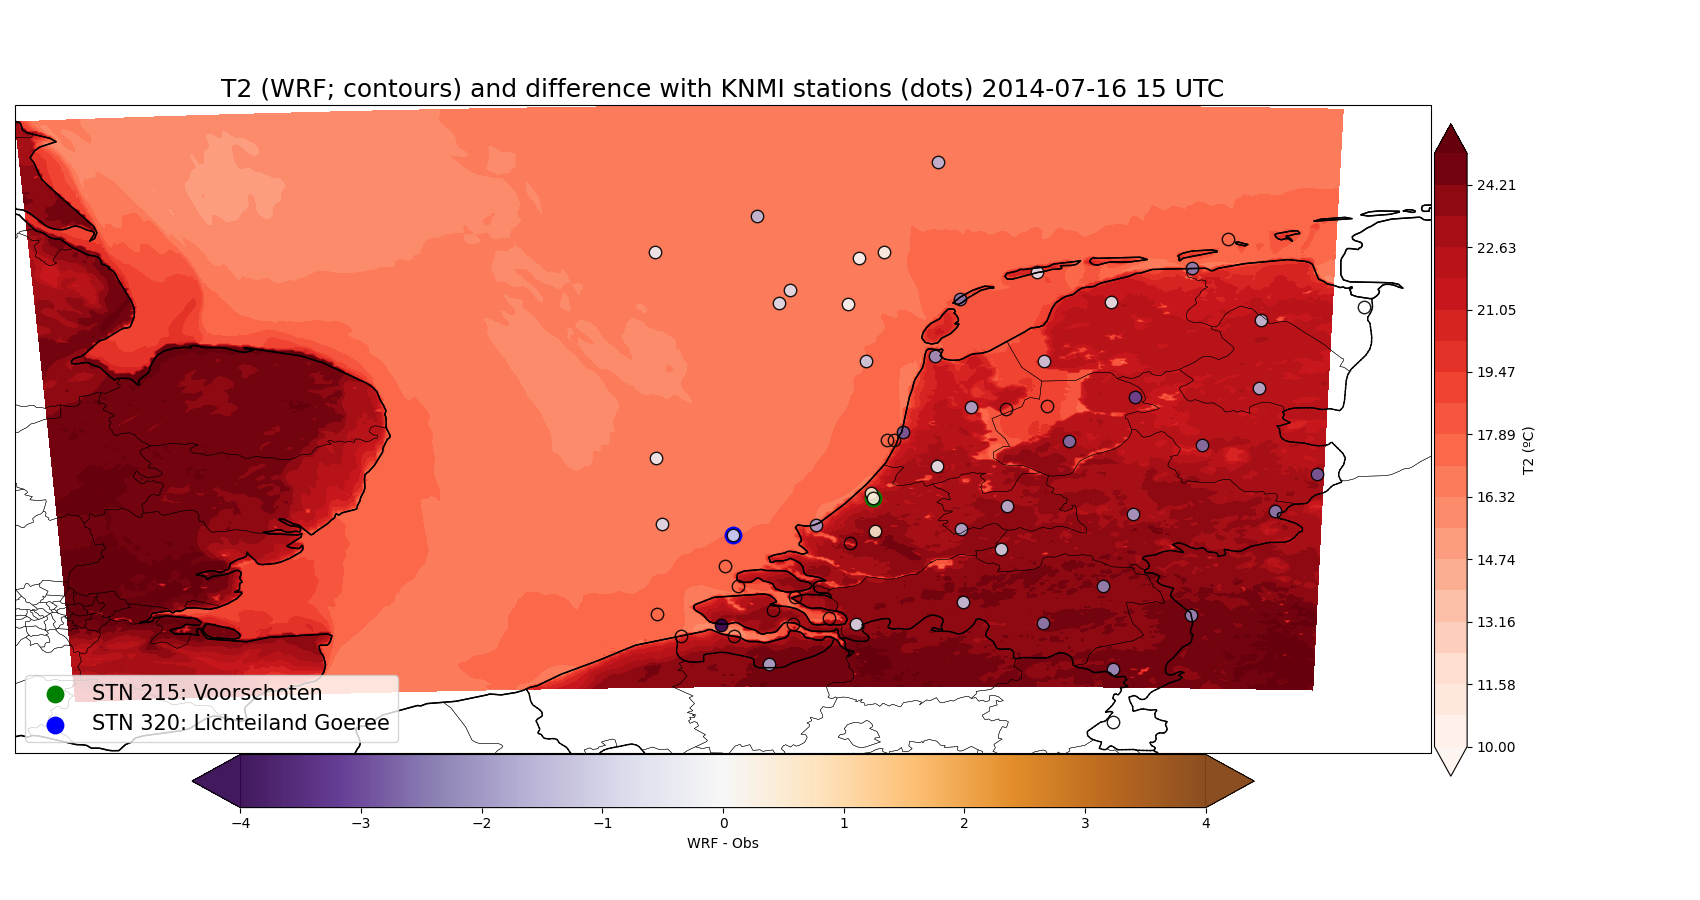 T2 (WRF; contours) and difference with KNMI stations (dots) 2014-07-16 15 UTC
24.21
22.63
21.05
19.47
17.89
16.32
14.74
13.16
11.58
10.00
T2 (ºC)
STN 215: Voorschoten
STN 320: Lichteiland Goeree
−4 −3 −2 −1 0 1 2 3 4
WRF - Obs